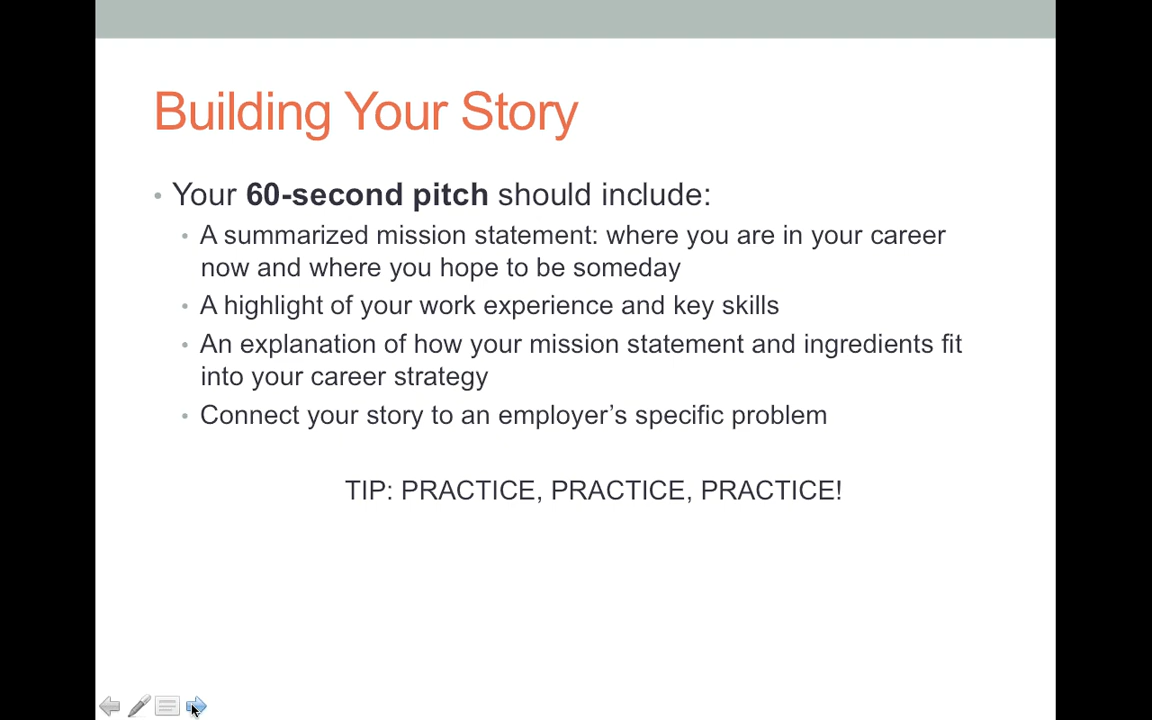 Building Your Story
• Your 60-second pitch should include:
• A summarized mission statement: where you are in your career
now and where you hope to be someday
• A highlight of your work experience and key skills
• An explanation of how your mission statement and ingredients fit
into your career strategy
• Connect your story to an employer’s specific problem
TIP: PRACTICE, PRACTICE, PRACTICE!